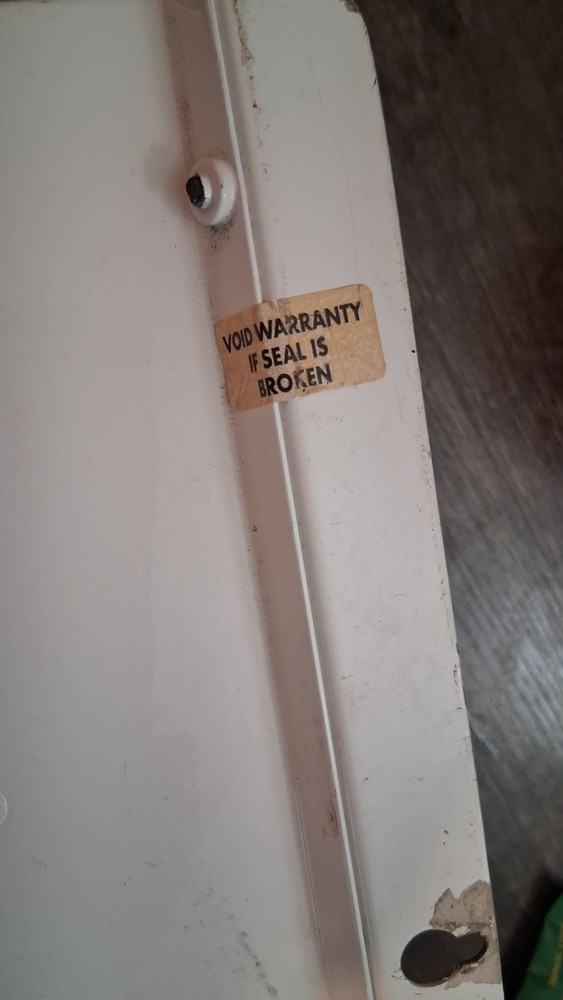 VOID WARRANTY
IF SEAL IS
BROKEN